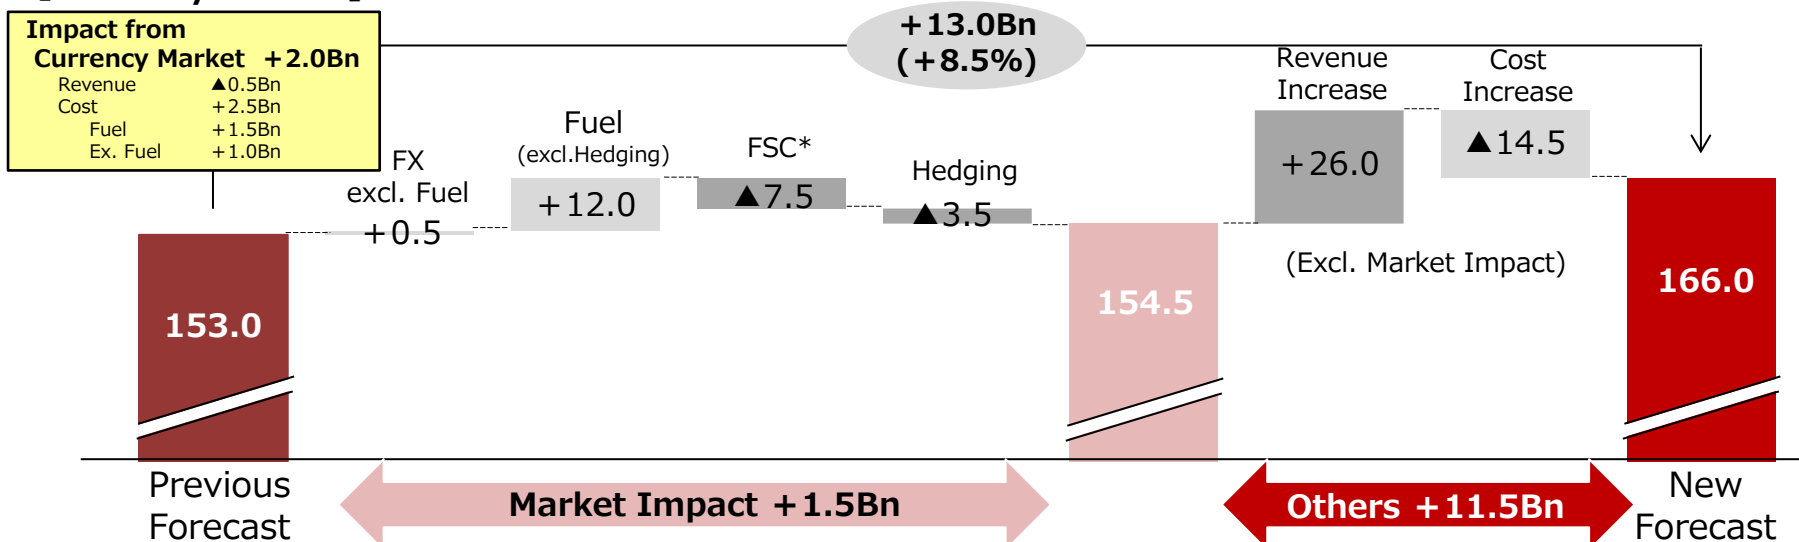 Impact from
Currency Market +2.0Bn
Revenue ▲0.5Bn
Cost +2.5Bn
Fuel +1.5Bn
Ex. Fuel +1.0Bn
+13.0Bn
(+8.5%)
FX
excl. Fuel
+0.5
Fuel
(excl.Hedging)
+12.0
FSC*
▲7.5
Hedging
▲3.5
Revenue
Increase
+26.0
Cost
Increase
▲14.5
(Excl. Market Impact)
153.0
154.5
166.0
Previous
Forecast
Market Impact +1.5Bn
Others +11.5Bn
New
Forecast